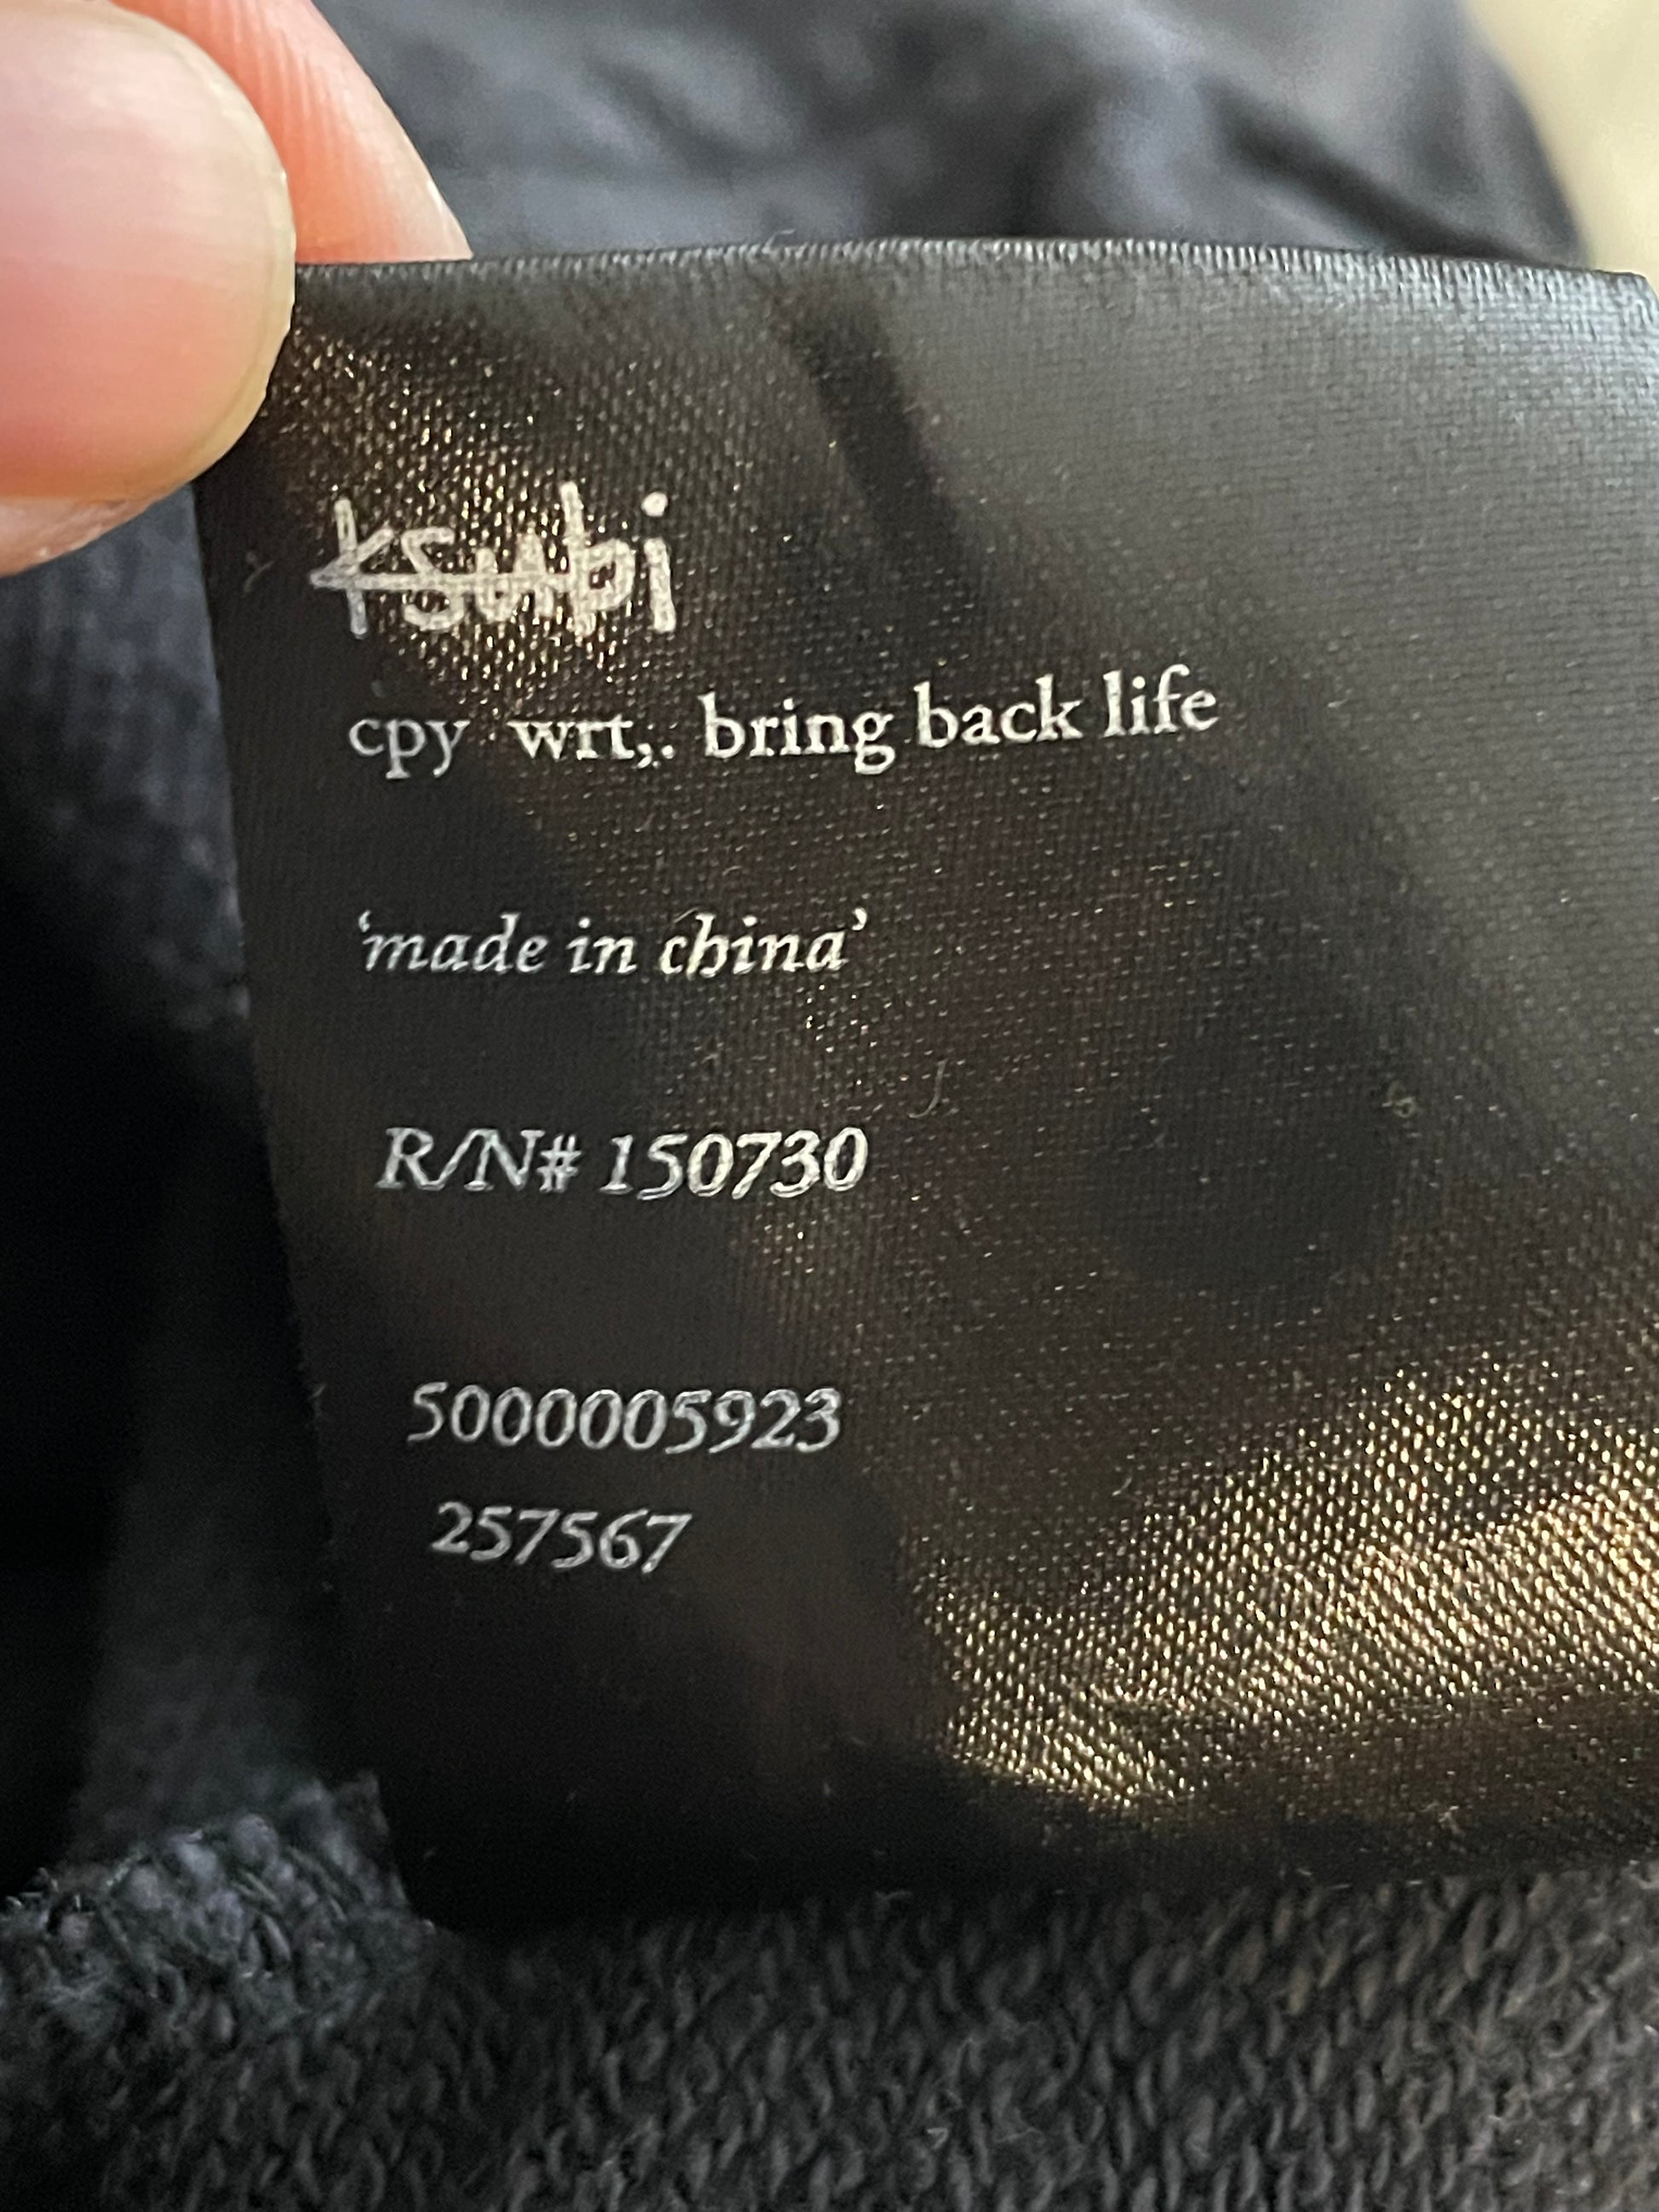 ksubi
cpy wrt,. bring back life
‘made in china’
R/N# 150730
5000005923
257567